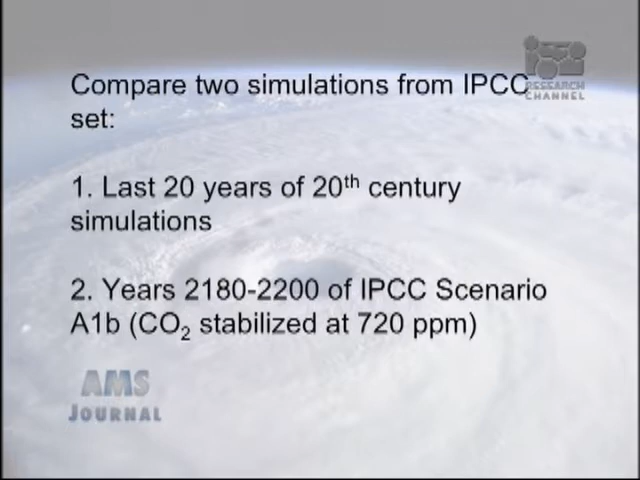 Compare two simulations from IPCC
RESEARCH
CHANNEL
set:
1. Last 20 years of 20th century
simulations
2. Years 2180-2200 of IPCC Scenario
A1b (CO2 stabilized at 720 ppm)
AMS
JOURNAL